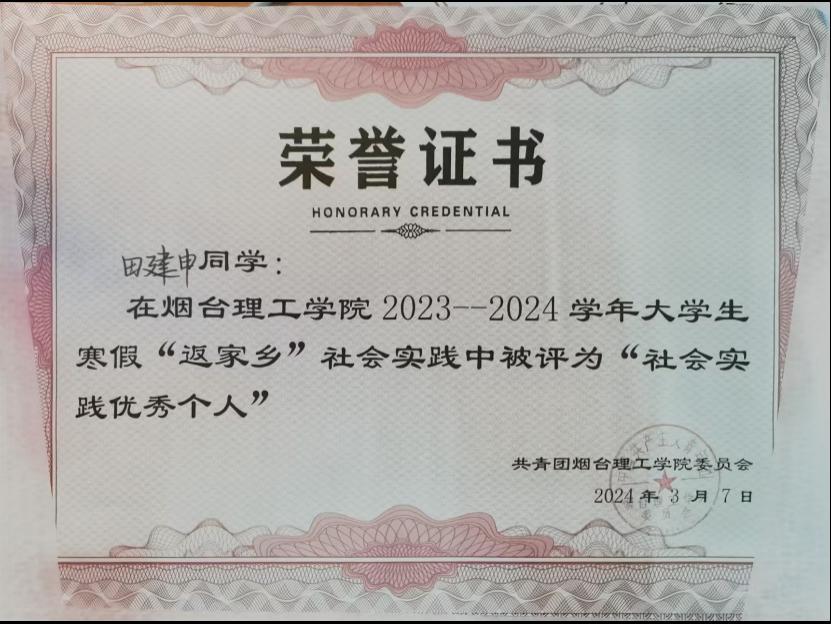 荣誉证书
HONORARY CREDENTIAL
田建申同学：
在烟台理工学院2023--2024学年大学生
寒假“返家乡”社会实践中被评为“社会实
践优秀个人”
共青团烟台理工学院委员会
2024年3月7日